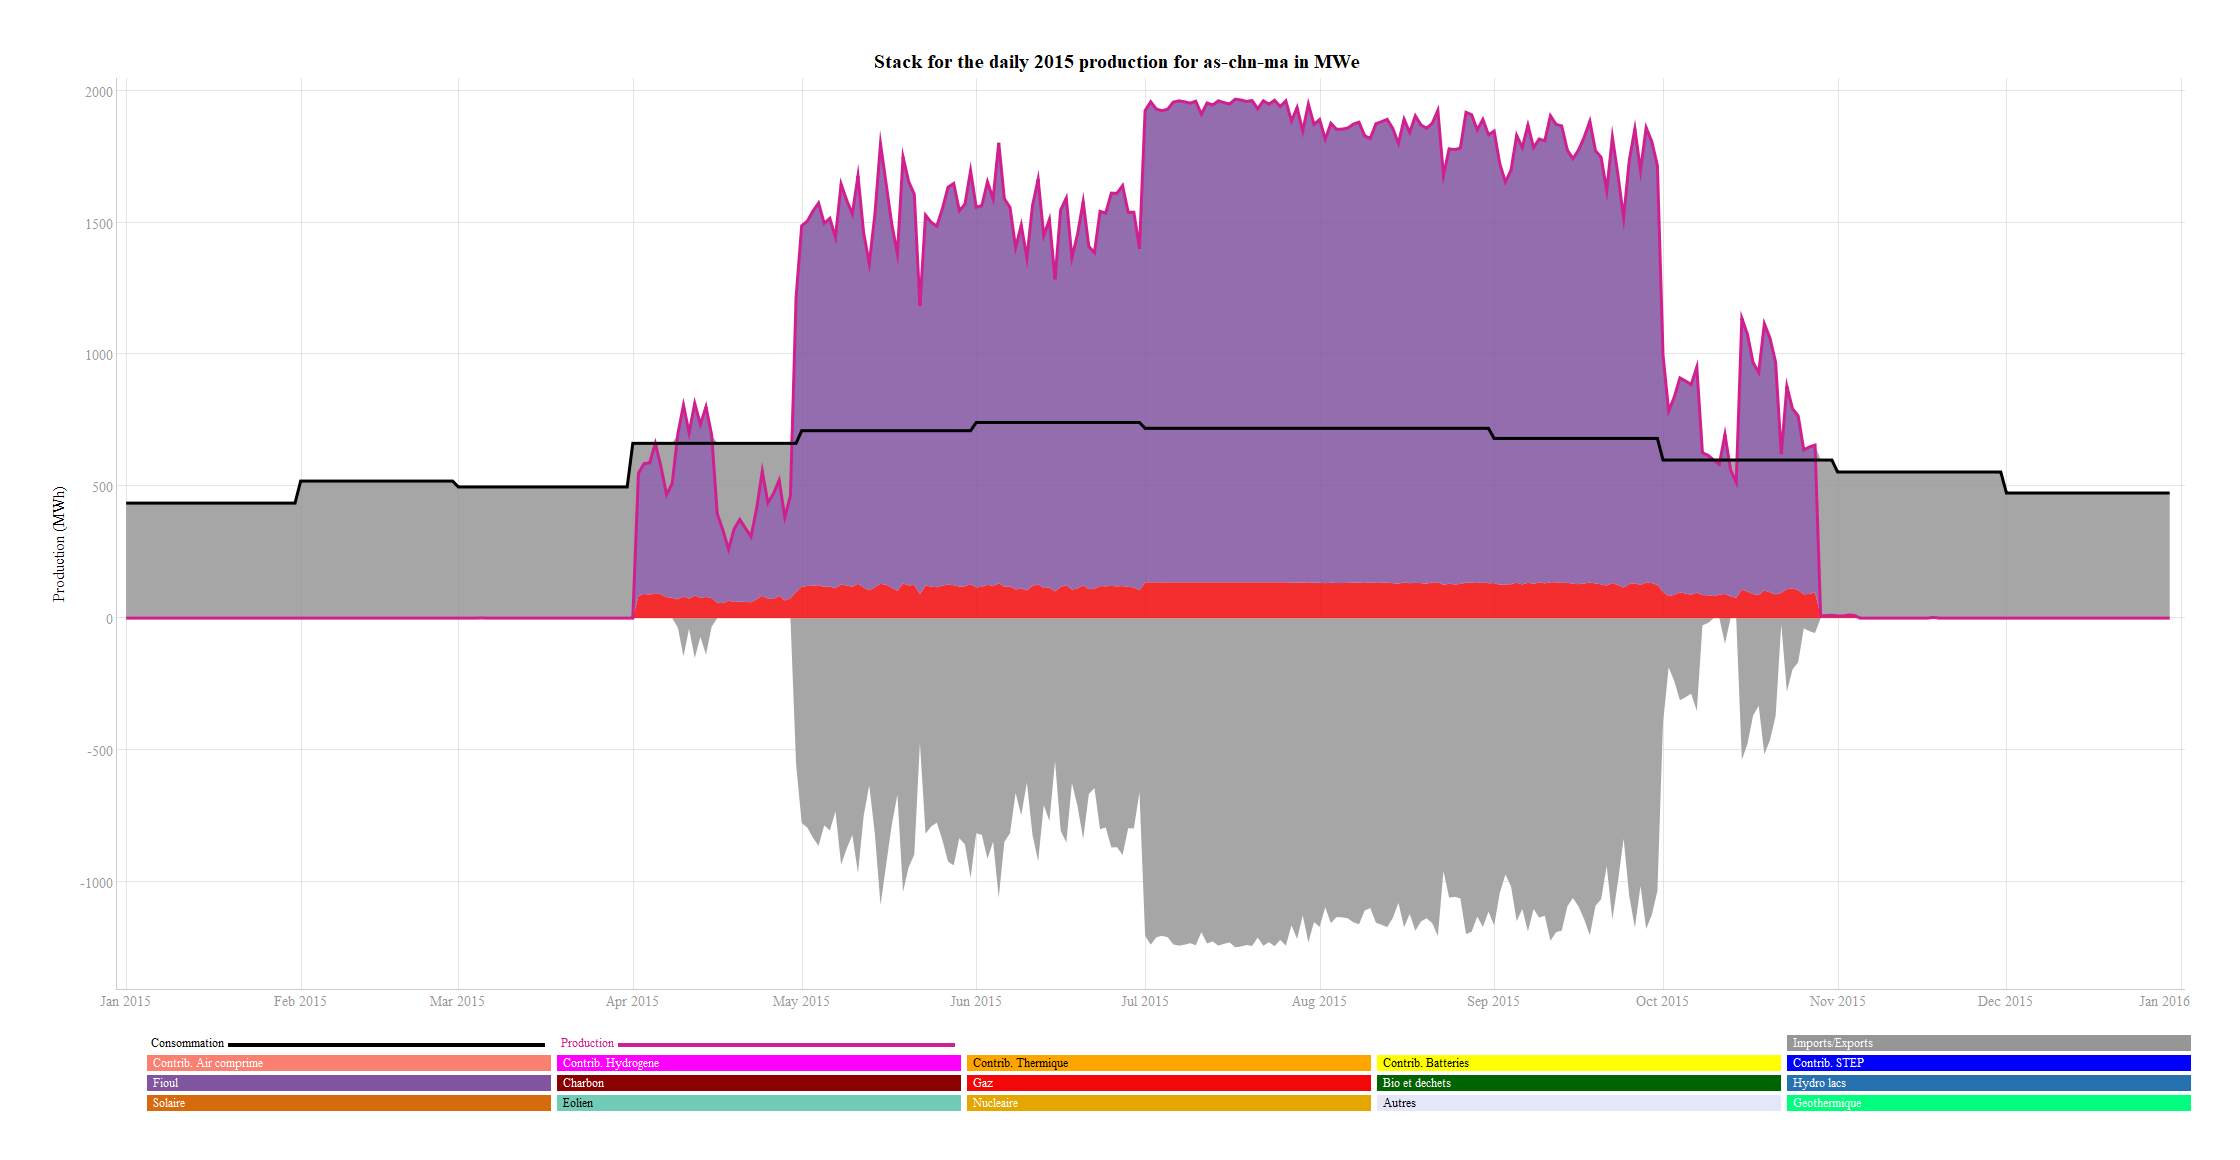 Stack for the daily 2015 production for as-chn-ma in MWe
2000
1500
1000
500
0
-500
-1000
Production (MWh)
Jan 2015 Feb 2015 Mar 2015 Apr 2015 May 2015 Jun 2015 Jul 2015 Aug 2015 Sep 2015 Oct 2015 Nov 2015 Dec 2015 Jan 2016
Consommation Production Imports/Exports
Contrib. Air comprime Contrib. Hydrogene Contrib. Thermique Contrib. Batteries Contrib. STEP
Fioul Charbon Gaz Bio et dechets Hydro lacs
Solaire Eolien Nucleaire Autres Geothermique